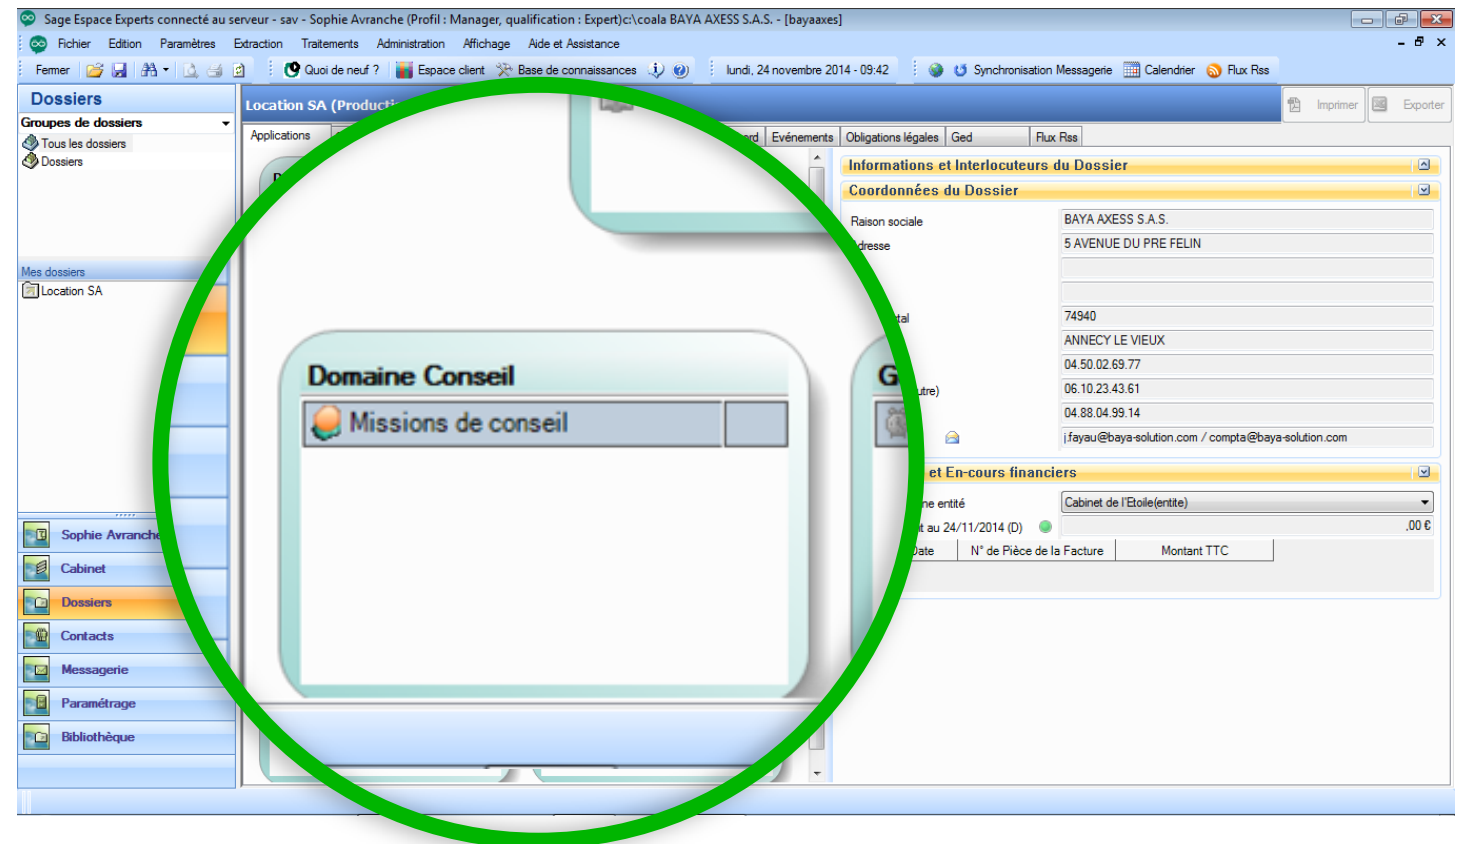 Sage Espace Experts connecté au serveur - sav - Sophie Avranche (Profil : Manager, qualification : Expert)c:\coala BAYA AXESS S.A.S. - [bayaaxes]
Fichier Edition Paramètres Extraction Traitements Administration Affichage Aide et Assistance
Fermer Quoi de neuf ? Espace client Base de connaissances lundi, 24 novembre 2014 - 09:42 Synchronisation Messagerie Calendrier Flux Rss
Dossiers
Location SA
Imprimer Exporter
Groupes de dossiers
Applications Evénements Obligations légales Ged Flux Rss
Tous les dossiers
Dossiers
Informations et Interlocuteurs du Dossier
Coordonnées du Dossier
Raison sociale BAYA AXESS S.A.S.
5 AVENUE DU PRE FELIN
Mes dossiers
Location SA
74940
ANNECY LE VIEUX
04.50.02.69.77
06.10.23.43.61
04.88.04.99.14
j.fayau@baya-solution.com / compta@baya-solution.com
Domaine Conseil
Missions de conseil
et En-cours financiers
entité Cabinet de l'Etoile(entite)
au 24/11/2014 (D) ,00 €
Date N° de Pièce de la Facture Montant TTC
Sophie Avranche
Cabinet
Dossiers
Contacts
Messagerie
Paramétrage
Bibliothèque